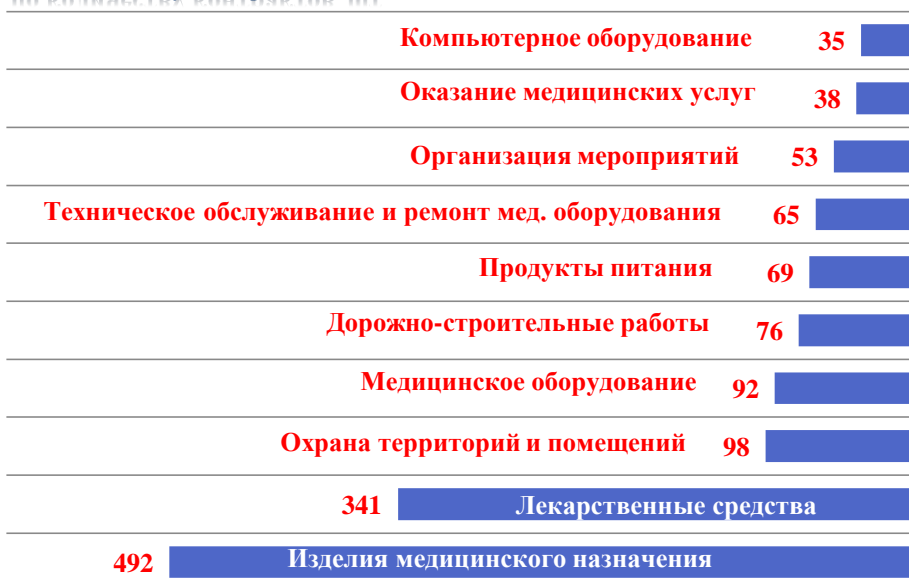 Компьютерное оборудование 35
Оказание медицинских услуг 38
Организация мероприятий 53
Техническое обслуживание и ремонт мед. оборудования 65
Продукты питания 69
Дорожно-строительные работы 76
Медицинское оборудование 92
Охрана территорий и помещений 98
341 Лекарственные средства
492 Изделия медицинского назначения